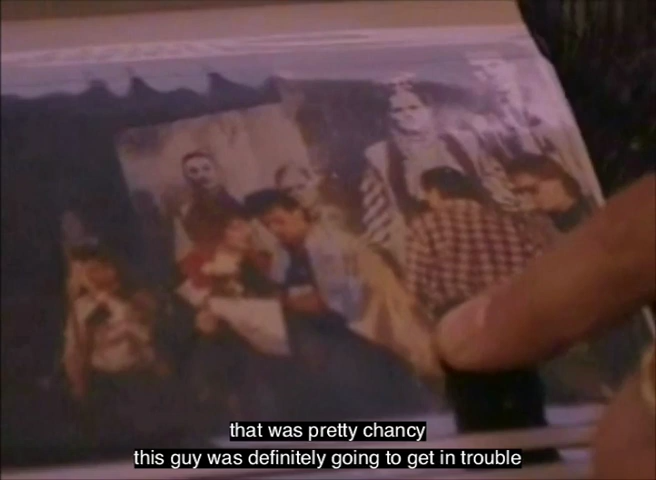 that was pretty chancy
this guy was definitely going to get in trouble